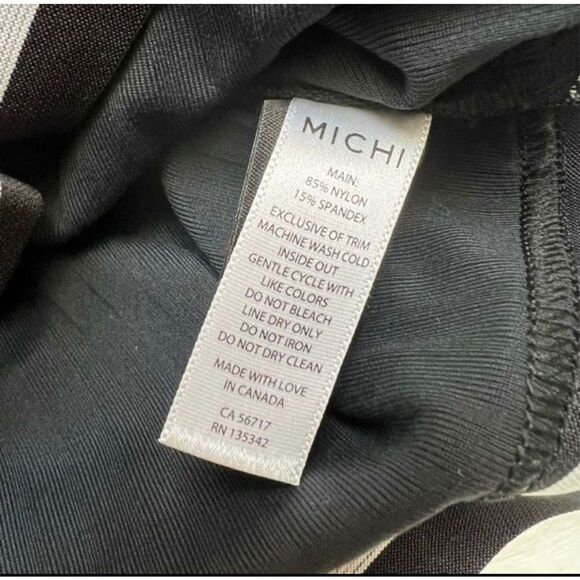 MICHI
MAIN:
85% NYLON
15% SPANDEX
EXCLUSIVE OF TRIM
MACHINE WASH COLD
INSIDE OUT
GENTLE CYCLE WITH
LIKE COLORS
DO NOT BLEACH
LINE DRY ONLY
DO NOT IRON
DO NOT DRY CLEAN
MADE WITH LOVE
IN CANADA
CA 56717
RN 135342